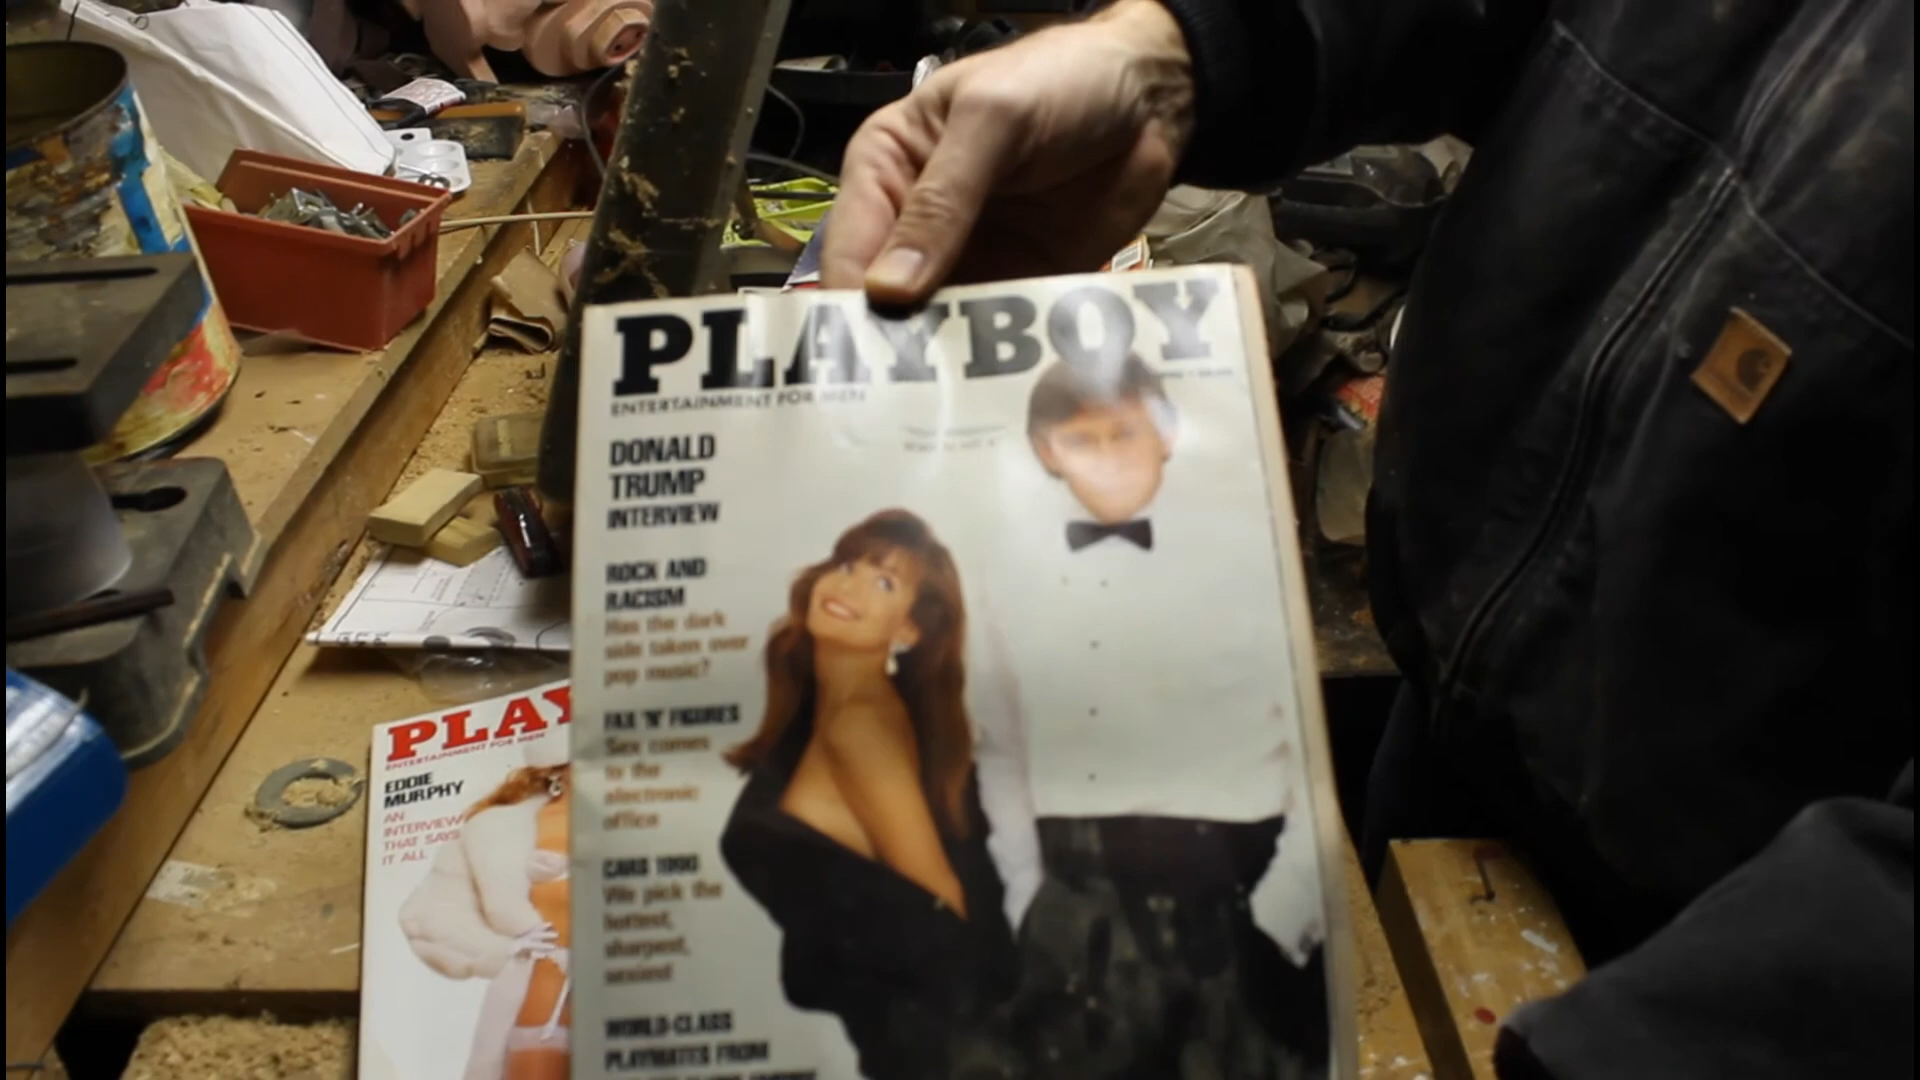 PLAYBOY
ENTERTAINMENT FOR MEN
DONALD
TRUMP
INTERVIEW
ROCK AND
RACISM
Has the dark
side taken over
pop music?
FAX 'N' FIGURES
Sex comes
to the
electronic
office
CARS 1990
We pick the
hottest,
sharpest,
sexiest
WORLD-CLASS
PLAYMATES FROM
PLAY
ENTERTAINMENT FOR MEN
EDDIE
MURPHY
AN
INTERVIEW
THAT SAYS
IT ALL